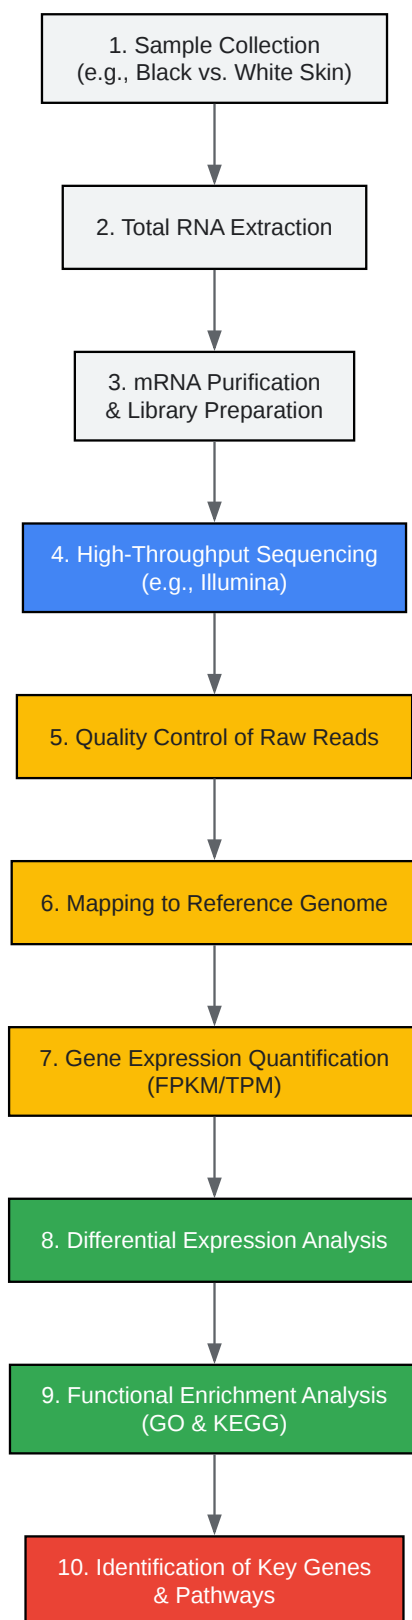 1. Sample Collection
(e.g., Black vs. White Skin)
2. Total RNA Extraction
3. mRNA Purification
& Library Preparation
4. High-Throughput Sequencing
(e.g., Illumina)
5. Quality Control of Raw Reads
6. Mapping to Reference Genome
7. Gene Expression Quantification
(FPKM/TPM)
8. Differential Expression Analysis
9. Functional Enrichment Analysis
(GO & KEGG)
10. Identification of Key Genes
& Pathways